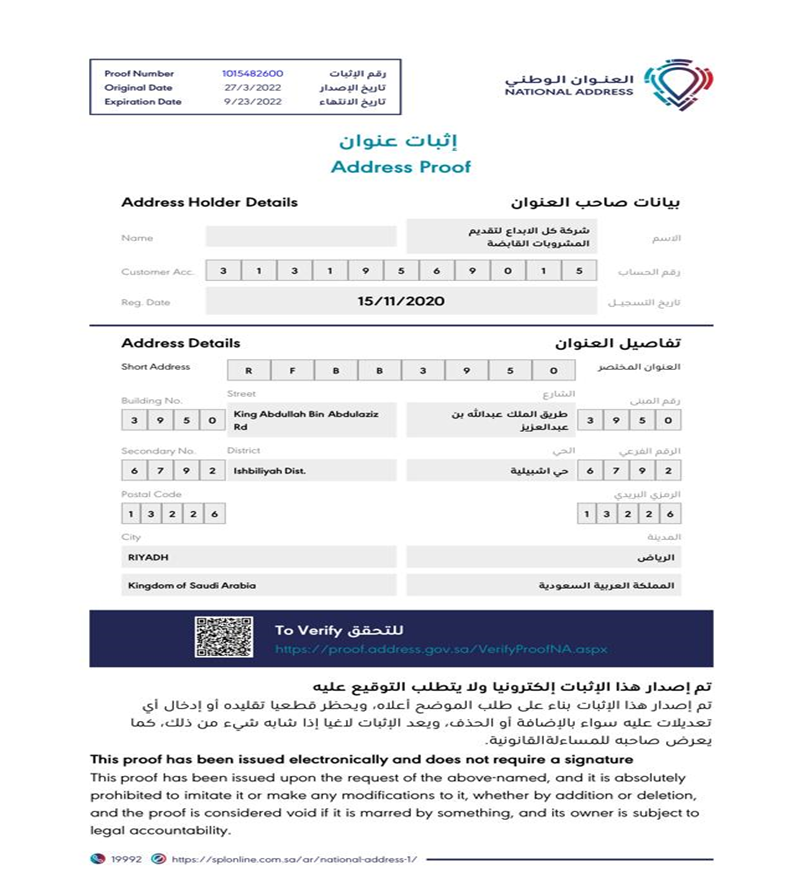 Proof Number 1015482600 رقم الإثبات
Original Date 27/3/2022 تاريخ الإصدار
Expiration Date 9/23/2022 تاريخ الانتهاء
العنوان الوطني
NATIONAL ADDRESS
إثبات عنوان
Address Proof
Address Holder Details بيانات صاحب العنوان
Name شركة كل الابداع لتقديم المشروبات القابضة الاسم
Customer Acc. 3 1 3 1 9 5 6 9 0 1 5 رقم الحساب
Reg. Date 15/11/2020 تاريخ التسجيل
Address Details تفاصيل العنوان
Short Address R F B B 3 9 5 0 العنوان المختصر
Building No. Street الشارع رقم المبنى
3 9 5 0 King Abdullah Bin Abdulaziz Rd طريق الملك عبدالله بن عبدالعزيز 3 9 5 0
Secondary No. District الحي الرقم الفرعي
6 7 9 2 Ishbiliyah Dist. حي اشبيلية 6 7 9 2
Postal Code الرمزي البريدي
1 3 2 2 6 1 3 2 2 6
City المدينة
RIYADH الرياض
Kingdom of Saudi Arabia المملكة العربية السعودية
To Verify للتحقق
https://proof.address.gov.sa/VerifyProofNA.aspx
تم إصدار هذا الإثبات إلكترونيا ولا يتطلب التوقيع عليه
تم إصدار هذا الإثبات بناء على طلب الموضح أعلاه، ويحظر قطعيا تقليده أو إدخال أي
تعديلات عليه سواء بالإضافة أو الحذف، ويعد الإثبات لاغيا إذا شابه شيء من ذلك، كما
يعرض صاحبه للمساءلةالقانونية.
This proof has been issued electronically and does not require a signature
This proof has been issued upon the request of the above-named, and it is absolutely
prohibited to imitate it or make any modifications to it, whether by addition or deletion,
and the proof is considered void if it is marred by something, and its owner is subject to
legal accountability.
19992 https://splonline.com.sa/ar/national-address-1/